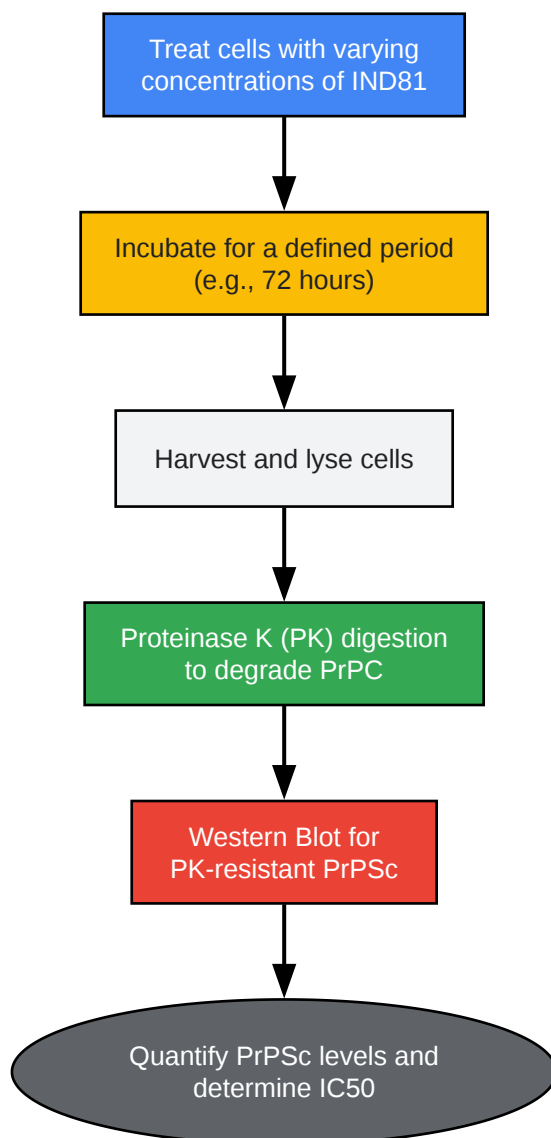 Treat cells with varying
concentrations of IND81
Incubate for a defined period
(e.g., 72 hours)
Harvest and lyse cells
Proteinase K (PK) digestion
to degrade PrPC
Western Blot for
PK-resistant PrPSc
Quantify PrPSc levels and
determine IC50